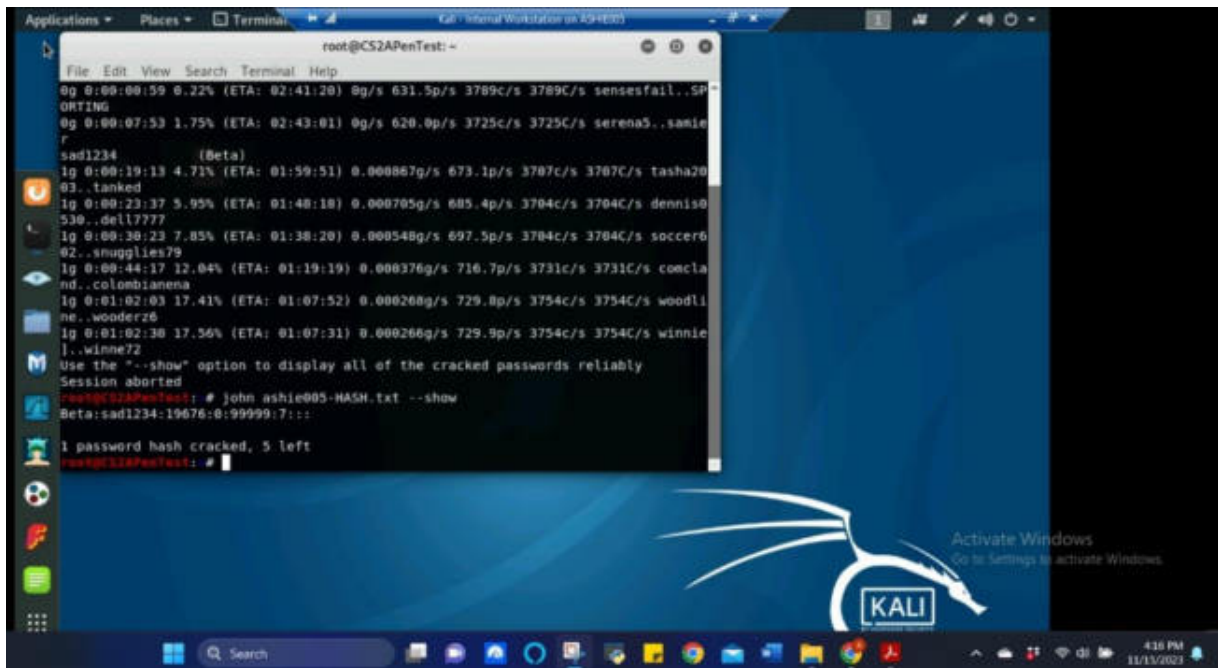 Applications Places Terminal Kali - Internal Workstation on ASHIE005 1
root@CS2APenTest: ~
File Edit View Search Terminal Help
0g 0:00:00:59 0.22% (ETA: 02:41:20) 0g/s 631.5p/s 3789c/s 3789C/s sensesfail..SP
ORTING
0g 0:00:07:53 1.75% (ETA: 02:43:01) 0g/s 620.0p/s 3725c/s 3725C/s serena5..samie
r
sad1234 (Beta)
1g 0:00:19:13 4.71% (ETA: 01:59:51) 0.000867g/s 673.1p/s 3707c/s 3707C/s tasha20
03..tanked
1g 0:00:23:37 5.95% (ETA: 01:48:18) 0.000705g/s 685.4p/s 3704c/s 3704C/s dennis0
530..dell7777
1g 0:00:30:23 7.85% (ETA: 01:38:20) 0.000548g/s 697.5p/s 3704c/s 3704C/s soccer6
02..snugglies79
1g 0:00:44:17 12.04% (ETA: 01:19:19) 0.000376g/s 716.7p/s 3731c/s 3731C/s comcla
nd..colombianena
1g 0:01:02:03 17.41% (ETA: 01:07:52) 0.000268g/s 729.8p/s 3754c/s 3754C/s woodli
ne..wooderz6
1g 0:01:02:38 17.56% (ETA: 01:07:31) 0.000266g/s 729.9p/s 3754c/s 3754C/s winnie
]..winne72
Use the "--show" option to display all of the cracked passwords reliably
Session aborted
root@CS2APenTest: # john ashie005-HASH.txt --show
Beta:sad1234:19676:0:99999:7:::
1 password hash cracked, 5 left
root@CS2APenTest: #
Activate Windows
Go to Settings to activate Windows.
KALI
Search
4:16 PM
11/13/2023